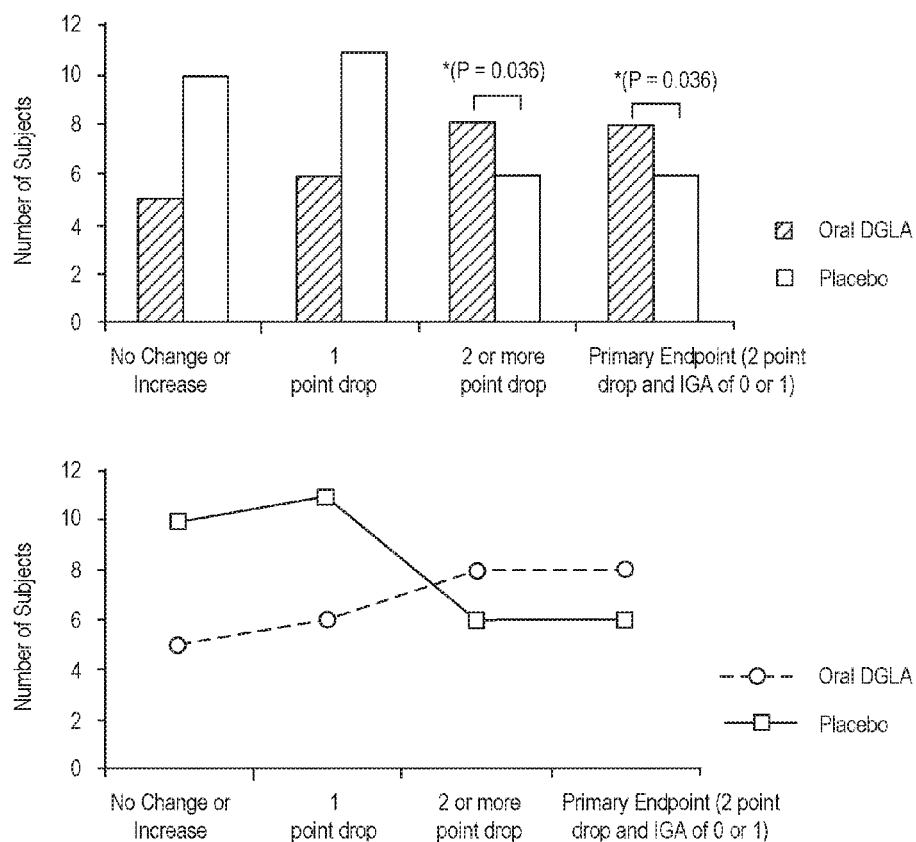 12
10
8
6
4
2
0
Number of Subjects
*(P = 0.036)
*(P = 0.036)
Oral DGLA
Placebo
No Change or
Increase
1
point drop
2 or more
point drop
Primary Endpoint (2 point
drop and IGA of 0 or 1)
12
10
8
6
4
2
0
Number of Subjects
Oral DGLA
Placebo
No Change or
Increase
1
point drop
2 or more
point drop
Primary Endpoint (2 point
drop and IGA of 0 or 1)